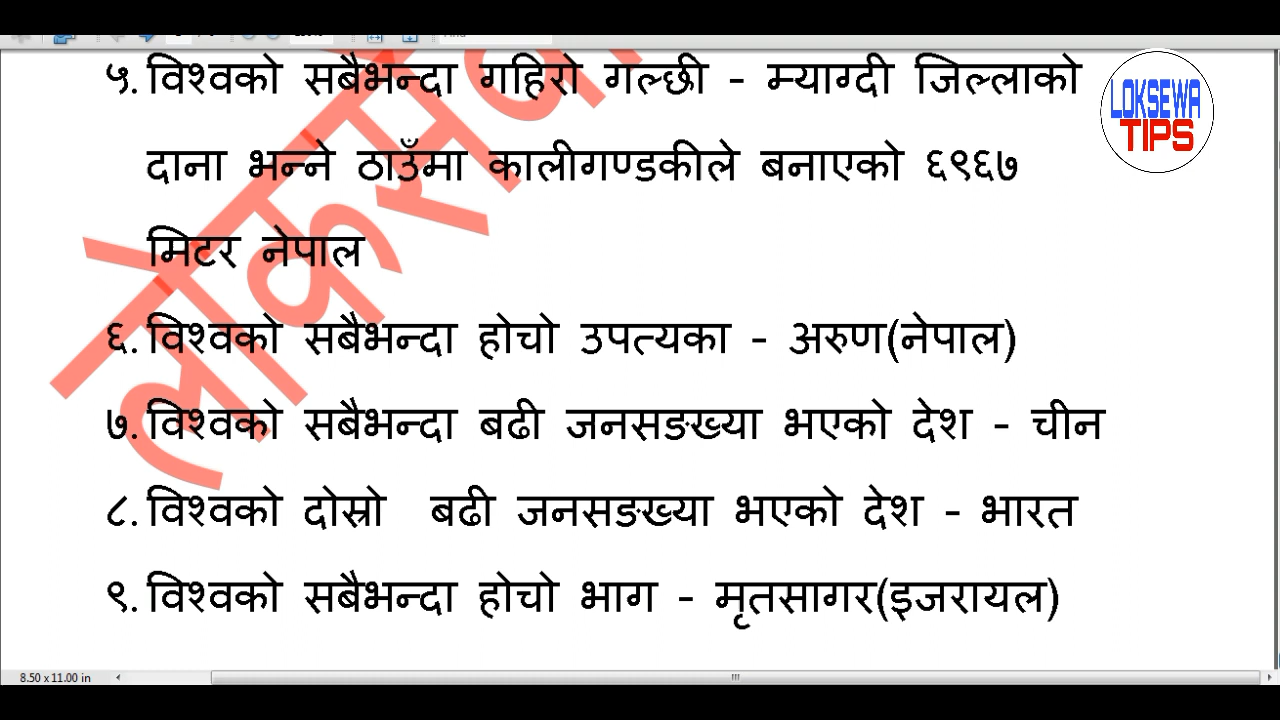 ५. विश्वको सबैभन्दा गहिरो गल्छी - म्याग्दी जिल्लाको
दाना भन्ने ठाउँमा कालीगण्डकीले बनाएको ६९६७
मिटर नेपाल
६. विश्वको सबैभन्दा होचो उपत्यका - अरुण(नेपाल)
७. विश्वको सबैभन्दा बढी जनसङख्या भएको देश - चीन
८. विश्वको दोस्रो बढी जनसङख्या भएको देश - भारत
९. विश्वको सबैभन्दा होचो भाग - मृतसागर(इजरायल)
LOKSEWA
TIPS
8.50 x 11.00 in